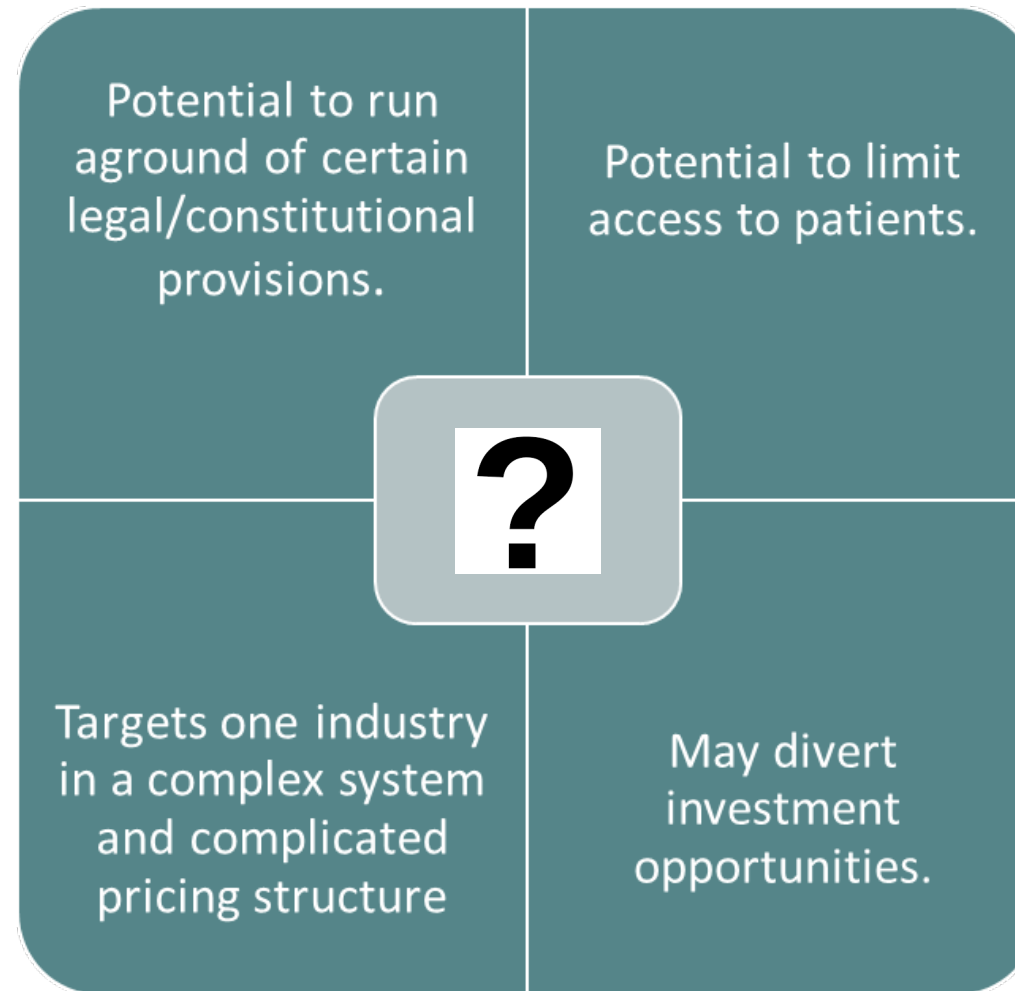 Potential to run
aground of certain
legal/constitutional
provisions.
Potential to limit
access to patients.
?
Targets one industry
in a complex system
and complicated
pricing structure
May divert
investment
opportunities.